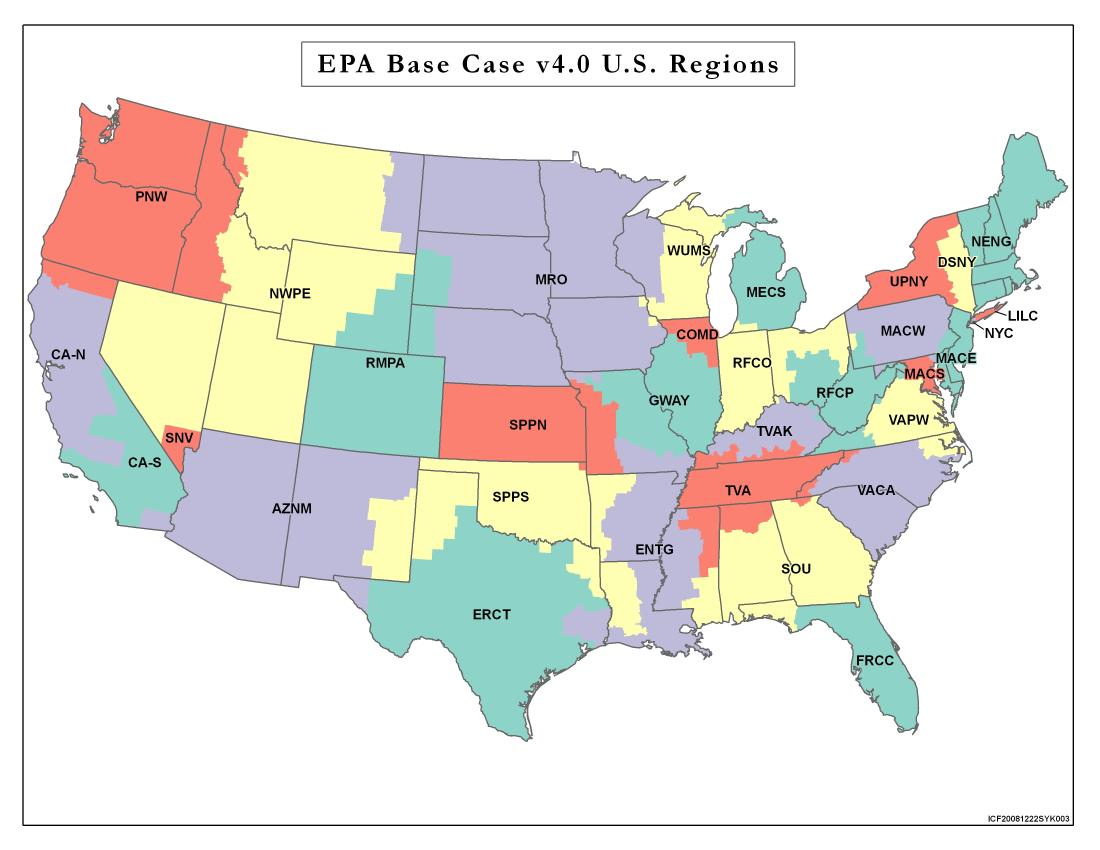 EPA Base Case v4.0 U.S. Regions
PNW
NENG
WUMS
DSNY
MRO
UPNY
NWPE
MECS
LILC
NYC
COMD
MACW
CA-N
RMPA
RFCO
MACE
MACS
RFCP
GWAY
VAPW
SPPN
TVAK
SNV
CA-S
TVA
VACA
SPPS
AZNM
ENTG
SOU
ERCT
FRCC
ICF20081222SYK003